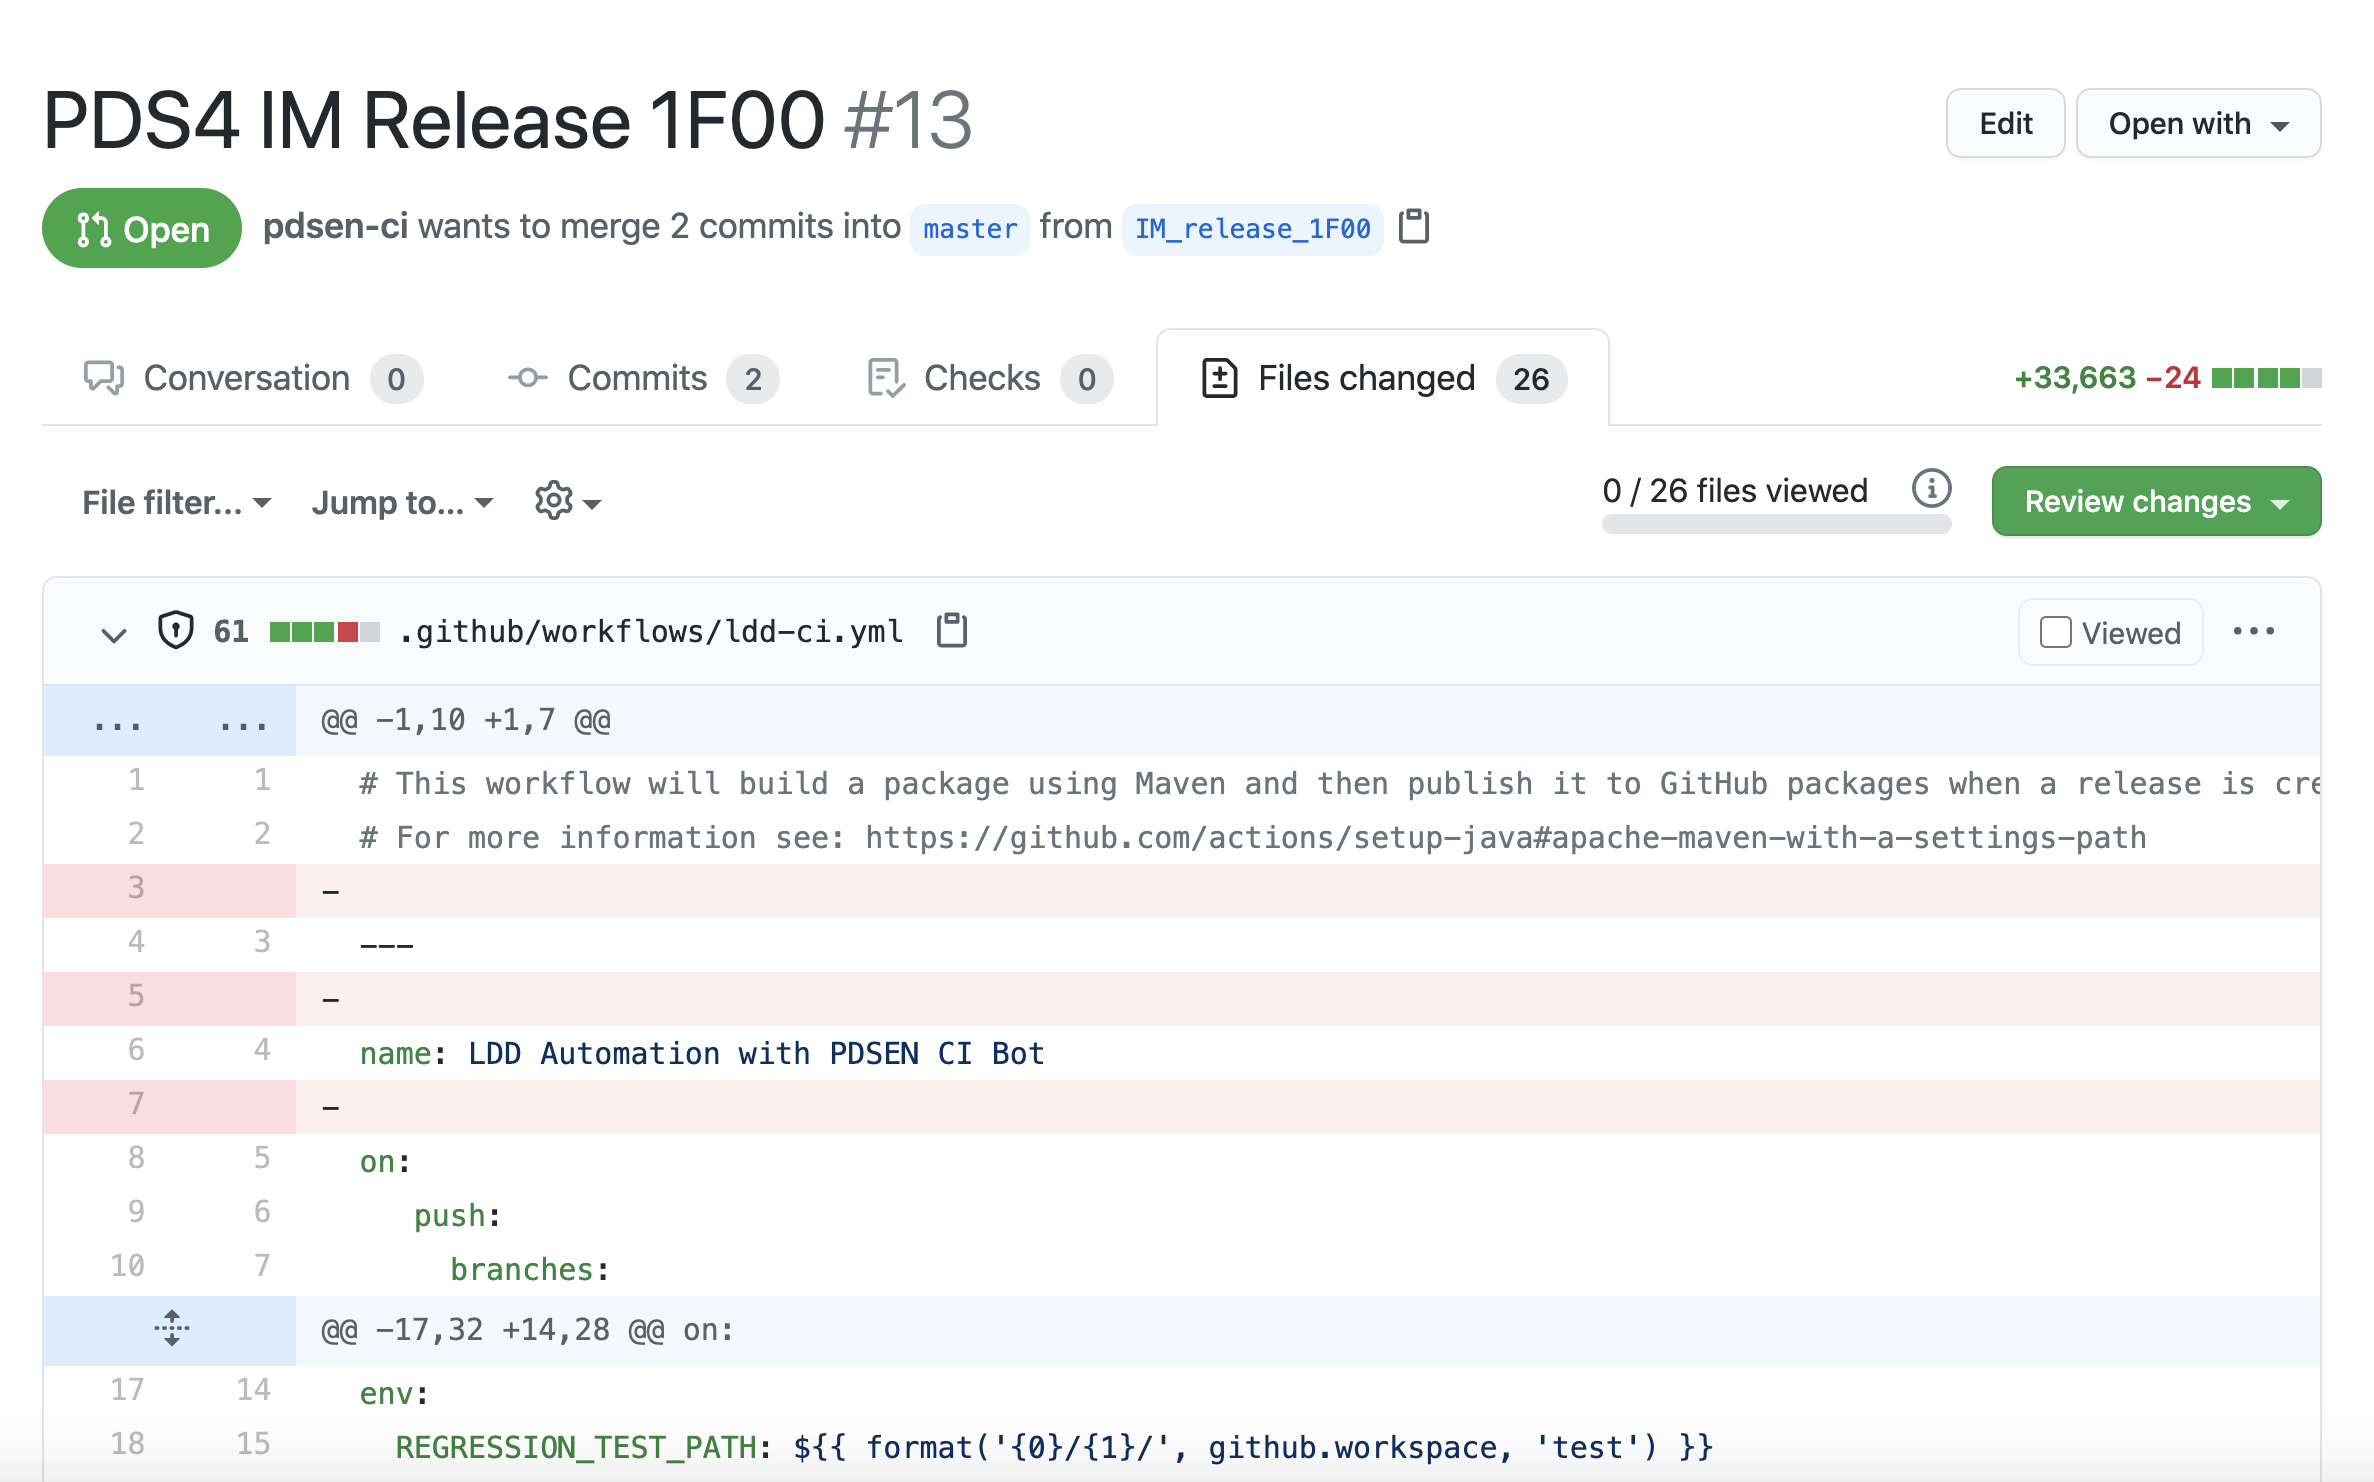 PDS4 IM Release 1F00 #13
Edit
Open with
Open
pdsen-ci wants to merge 2 commits into master from IM_release_1F00
Conversation 0
Commits 2
Checks 0
Files changed 26
+33,663 −24
File filter...
Jump to...
0 / 26 files viewed
Review changes
61 .github/workflows/ldd-ci.yml
Viewed
... ... @@ -1,10 +1,7 @@
1 1 # This workflow will build a package using Maven and then publish it to GitHub packages when a release is cre
2 2 # For more information see: https://github.com/actions/setup-java#apache-maven-with-a-settings-path
3 -
4 3 ---
5 -
6 4 name: LDD Automation with PDSEN CI Bot
7 -
8 5 on:
9 6 push:
10 7 branches:
@@ -17,32 +14,28 @@ on:
17 14 env:
18 15 REGRESSION_TEST_PATH: ${{ format('{0}/{1}/', github.workspace, 'test') }}